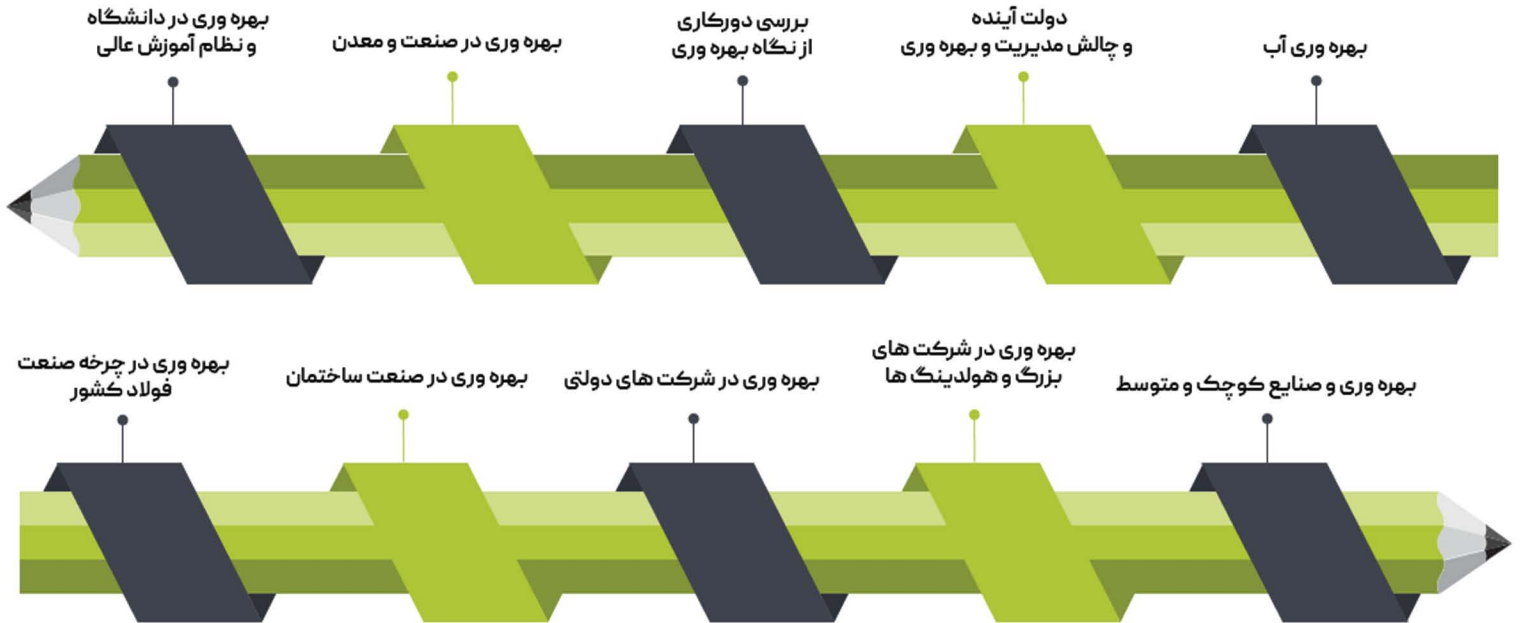 بهره وری آب
دولت آینده
و چالش مدیریت و بهره وری
بررسی دورکاری
از نگاه بهره وری
بهره وری در صنعت و معدن
بهره وری در دانشگاه
و نظام آموزش عالی
بهره وری و صنایع کوچک و متوسط
بهره وری در شرکت های
بزرگ و هولدینگ ها
بهره وری در شرکت های دولتی
بهره وری در صنعت ساختمان
بهره وری در چرخه صنعت
فولاد کشور